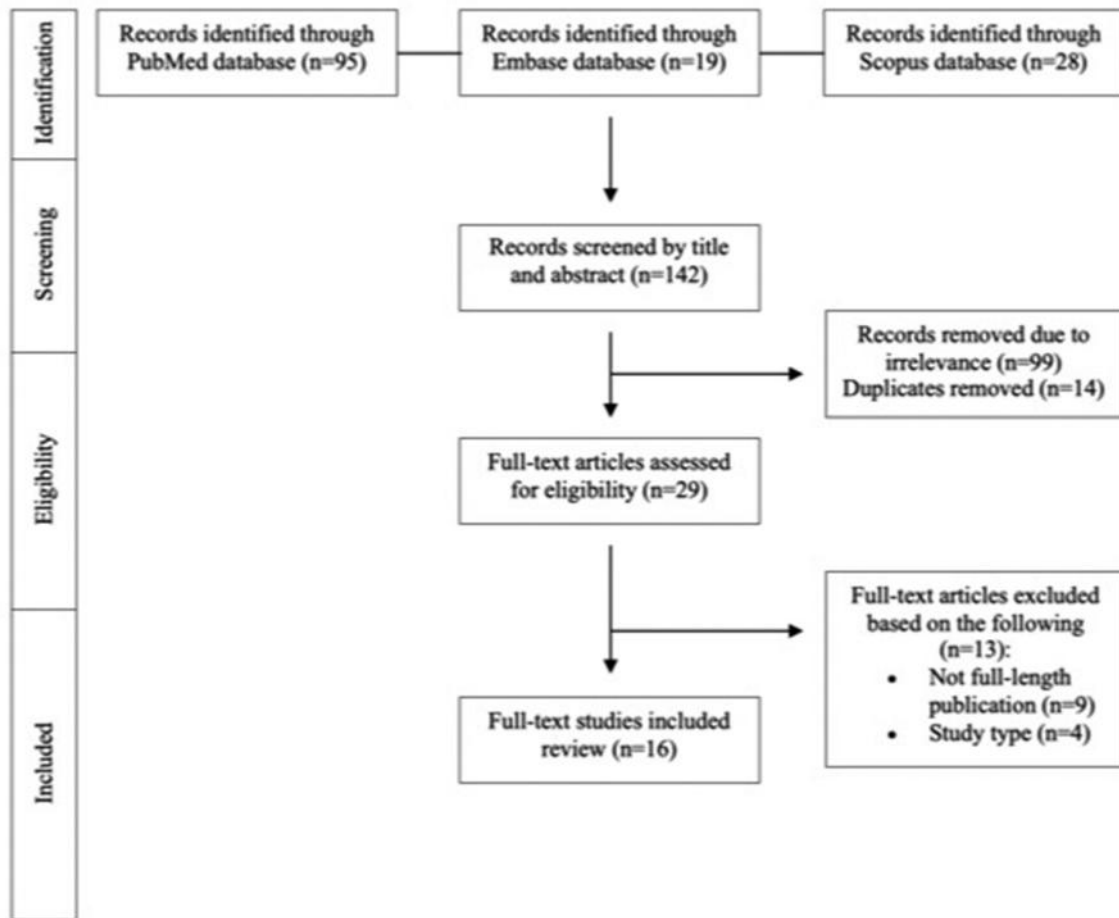 Identification
Records identified through
PubMed database (n=95)
Records identified through
Embase database (n=19)
Records identified through
Scopus database (n=28)
Screening
Records screened by title
and abstract (n=142)
Records removed due to
irrelevance (n=99)
Duplicates removed (n=14)
Eligibility
Full-text articles assessed
for eligibility (n=29)
Full-text articles excluded
based on the following
(n=13):
• Not full-length
publication (n=9)
• Study type (n=4)
Included
Full-text studies included
review (n=16)